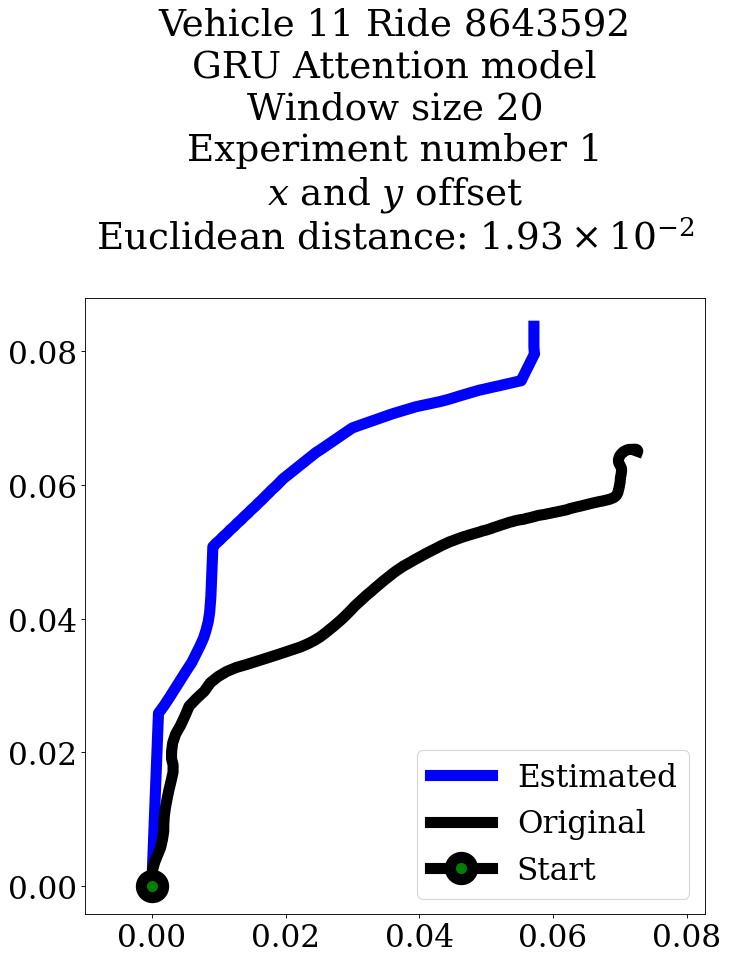 Vehicle 11 Ride 8643592
GRU Attention model
Window size 20
Experiment number 1
x and y offset
Euclidean distance: 1.93 × 10⁻²
0.08
0.06
0.04
0.02
0.00
Estimated
Original
Start
0.00 0.02 0.04 0.06 0.08